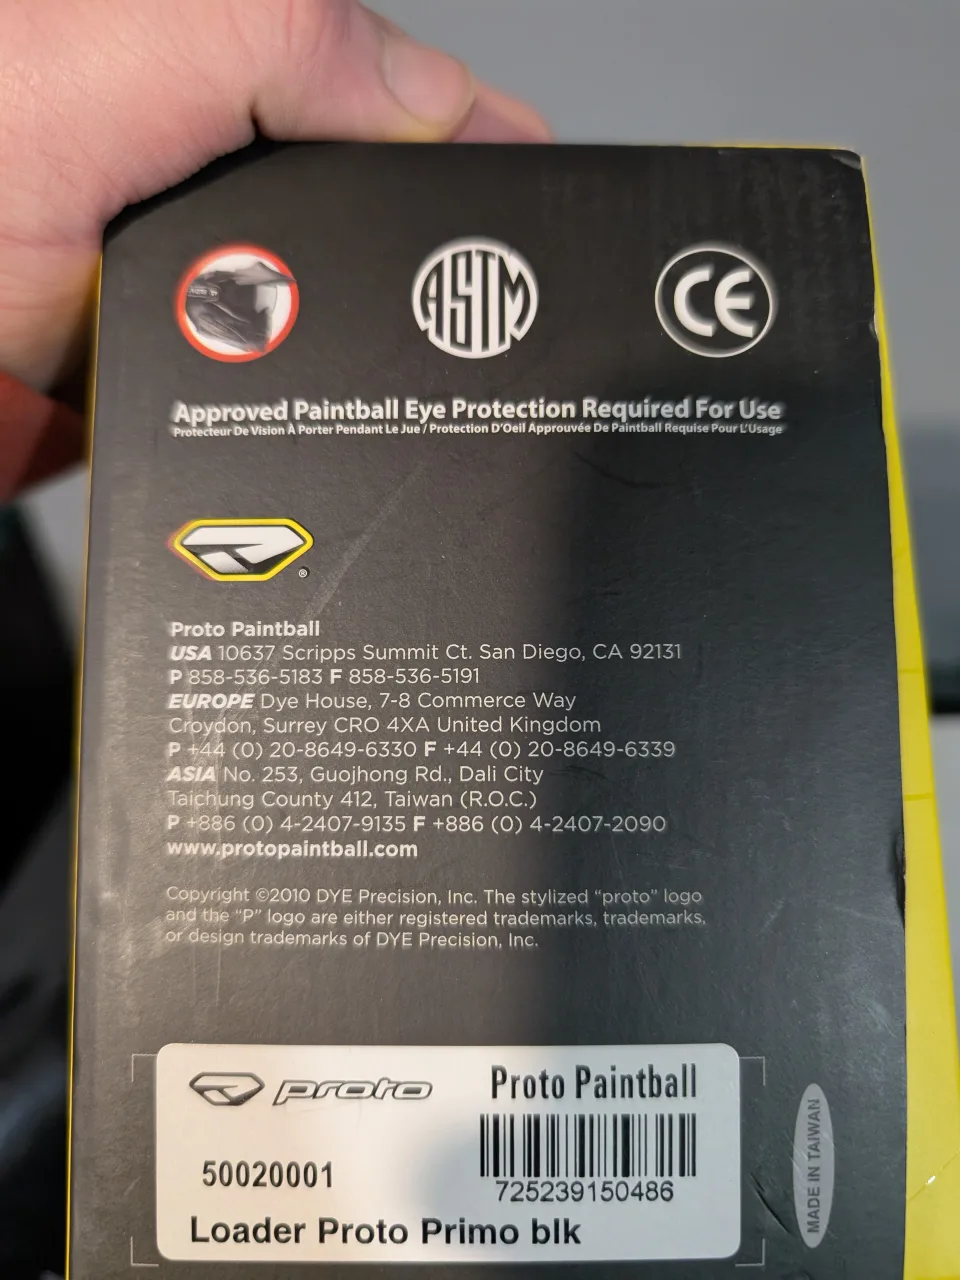 ASTM
CE
Approved Paintball Eye Protection Required For Use
Protecteur De Vision À Porter Pendant Le Jue / Protection D'Oeil Approuvée De Paintball Requise Pour L'Usage
®
Proto Paintball
USA 10637 Scripps Summit Ct. San Diego, CA 92131
P 858-536-5183 F 858-536-5191
EUROPE Dye House, 7-8 Commerce Way
Croydon, Surrey CRO 4XA United Kingdom
P +44 (0) 20-8649-6330 F +44 (0) 20-8649-6339
ASIA No. 253, Guojhong Rd., Dali City
Taichung County 412, Taiwan (R.O.C.)
P +886 (0) 4-2407-9135 F +886 (0) 4-2407-2090
www.protopaintball.com
Copyright ©2010 DYE Precision, Inc. The stylized "proto" logo
and the "P" logo are either registered trademarks, trademarks,
or design trademarks of DYE Precision, Inc.
proto
Proto Paintball
50020001
725239150486
Loader Proto Primo blk
MADE IN TAIWAN